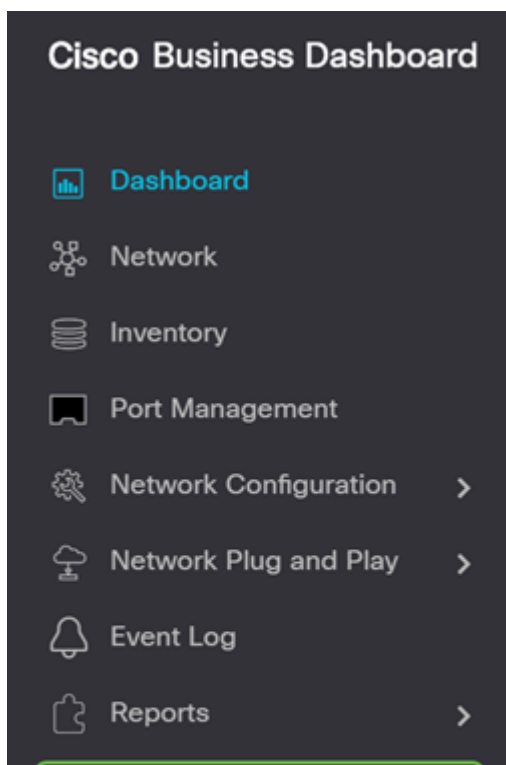 Cisco Business Dashboard
Dashboard
Network
Inventory
Port Management
Network Configuration
Network Plug and Play
Event Log
Reports